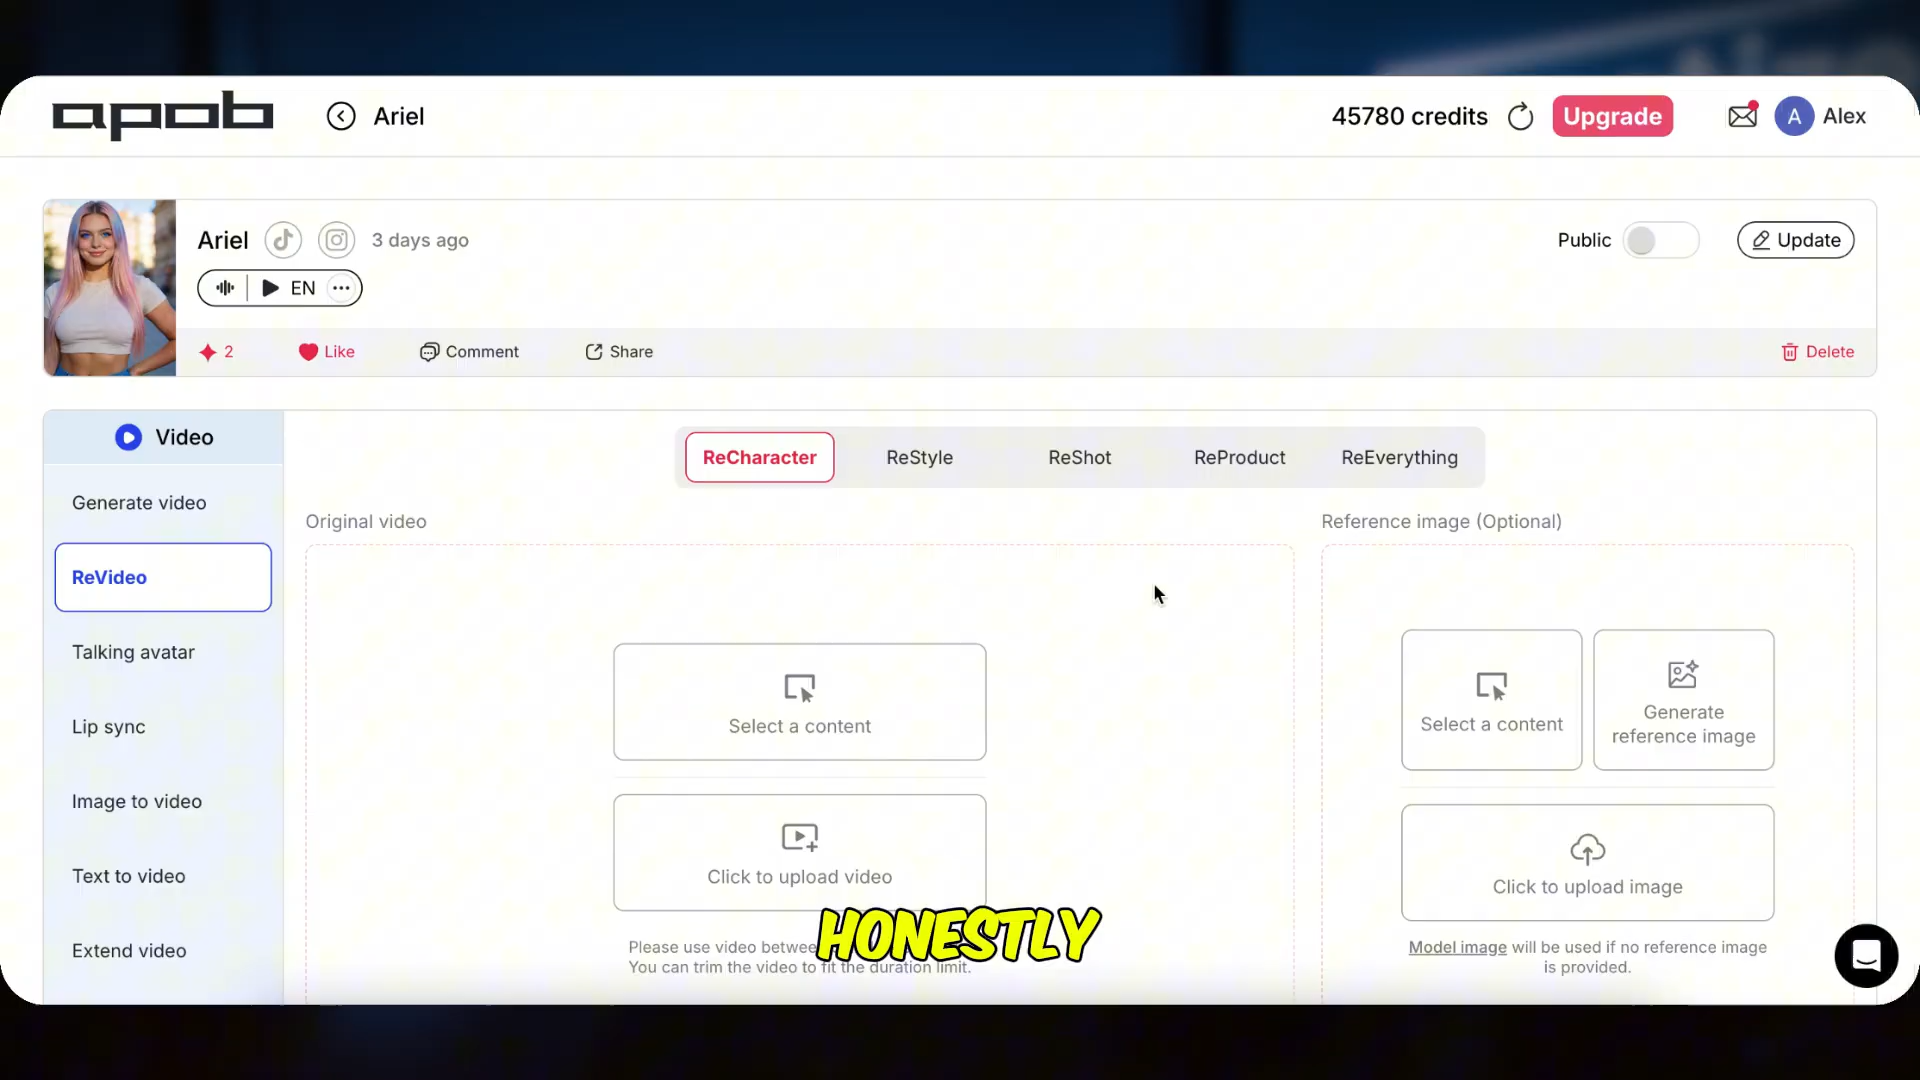 apob
Ariel
45780 credits
Upgrade
A
Alex
Ariel
3 days ago
Public
Update
EN
2
Like
Comment
Share
Delete
Video
Generate video
ReVideo
Talking avatar
Lip sync
Image to video
Text to video
Extend video
ReCharacter
ReStyle
ReShot
ReProduct
ReEverything
Original video
Select a content
Click to upload video
Please use video betwee
You can trim the video to fit the duration limit.
HONESTLY
Reference image (Optional)
Select a content
Generate
reference image
Click to upload image
Model image will be used if no reference image
is provided.